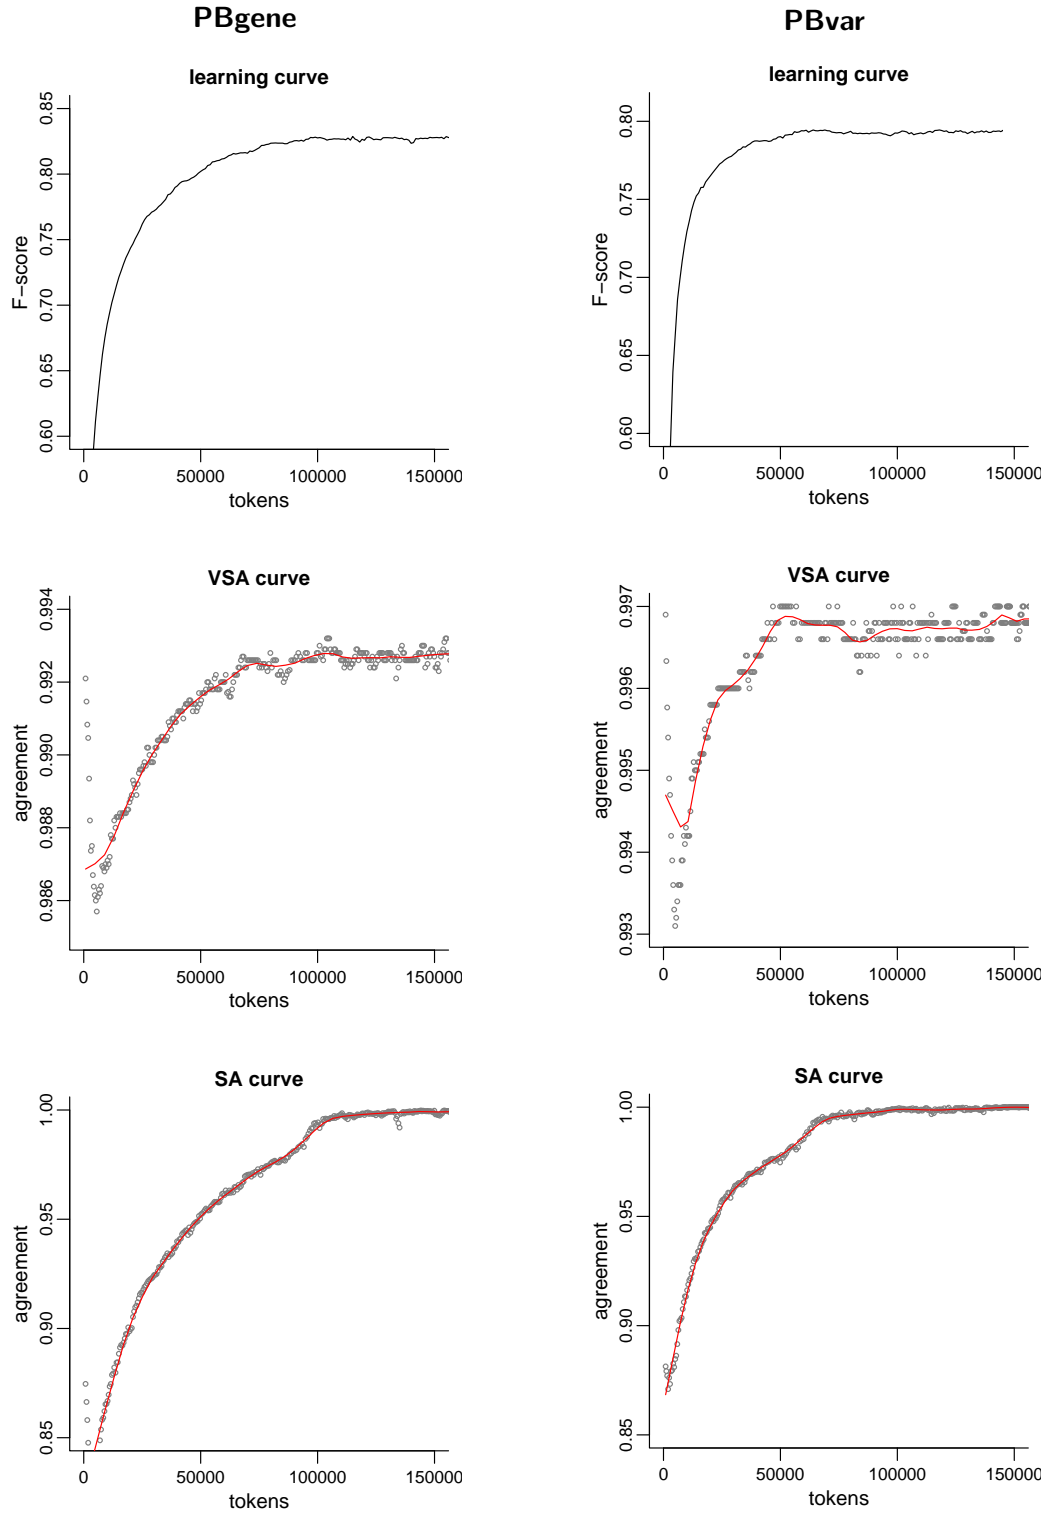 PBgene
PBvar
learning curve
F−score
0.60 0.65 0.70 0.75 0.80 0.85
0 50000 100000 150000
tokens
learning curve
F−score
0.60 0.65 0.70 0.75 0.80
0 50000 100000 150000
tokens
VSA curve
agreement
0.986 0.988 0.990 0.992 0.994
0 50000 100000 150000
tokens
VSA curve
agreement
0.993 0.994 0.995 0.996 0.997
0 50000 100000 150000
tokens
SA curve
agreement
0.85 0.90 0.95 1.00
0 50000 100000 150000
tokens
SA curve
agreement
0.85 0.90 0.95 1.00
0 50000 100000 150000
tokens